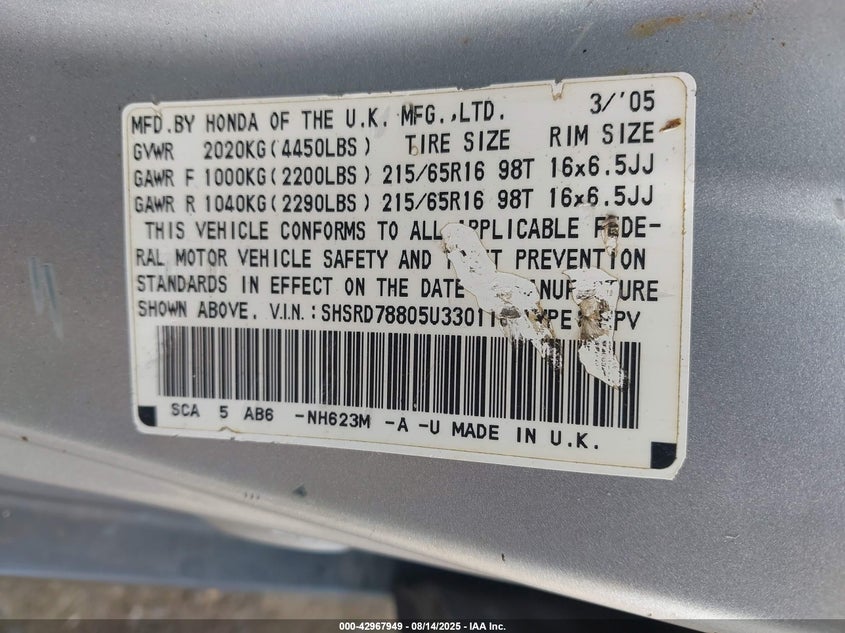 MFD.BY HONDA OF THE U.K. MFG.,LTD. 3/'05
GVWR 2020KG(4450LBS) TIRE SIZE RIM SIZE
GAWR F 1000KG(2200LBS) 215/65R16 98T 16x6.5JJ
GAWR R 1040KG(2290LBS) 215/65R16 98T 16x6.5JJ
THIS VEHICLE CONFORMS TO ALL APPLICABLE FEDE-
RAL MOTOR VEHICLE SAFETY AND PREVENTION
STANDARDS IN EFFECT ON THE DATE MANUFACTURE
SHOWN ABOVE. V.I.N.: TYPE
SCA 5 AB6 -NH623M -A -U MADE IN U.K.
000-42967949 - 08/14/2025 - IAA Inc.